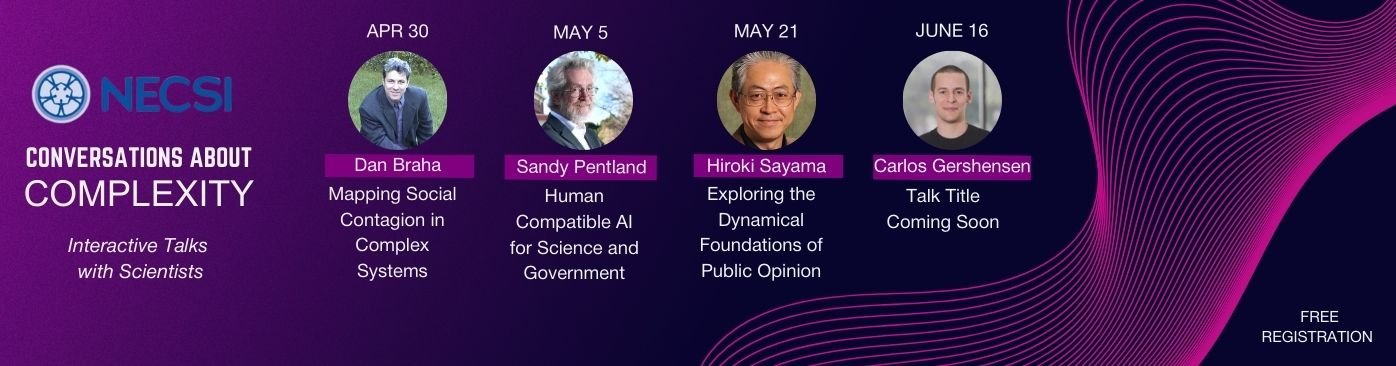 NECSI
CONVERSATIONS ABOUT
COMPLEXITY
Interactive Talks
with Scientists
APR 30
Dan Braha
Mapping Social
Contagion in
Complex
Systems
MAY 5
Sandy Pentland
Human
Compatible AI
for Science and
Government
MAY 21
Hiroki Sayama
Exploring the
Dynamical
Foundations of
Public Opinion
JUNE 16
Carlos Gershensen
Talk Title
Coming Soon
FREE
REGISTRATION